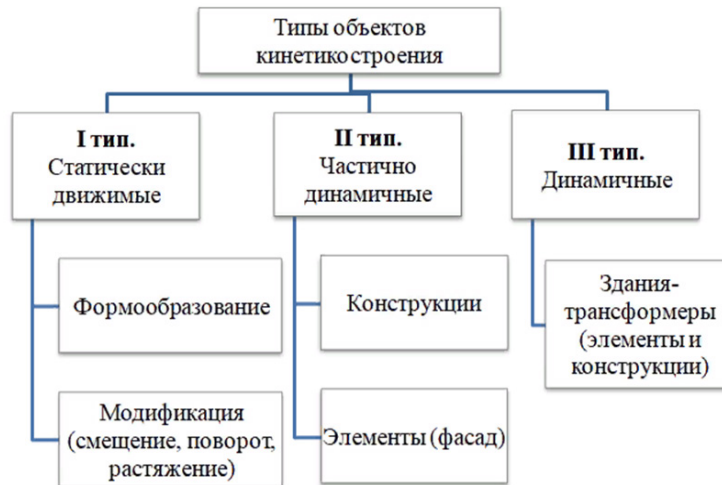 Типы объектов
кинетикостроения
I тип.
Статически
движимые
II тип.
Частично
динамичные
III тип.
Динамичные
Формообразование
Конструкции
Здания-
трансформеры
(элементы и
конструкции)
Модификация
(смещение, поворот,
растяжение)
Элементы (фасад)